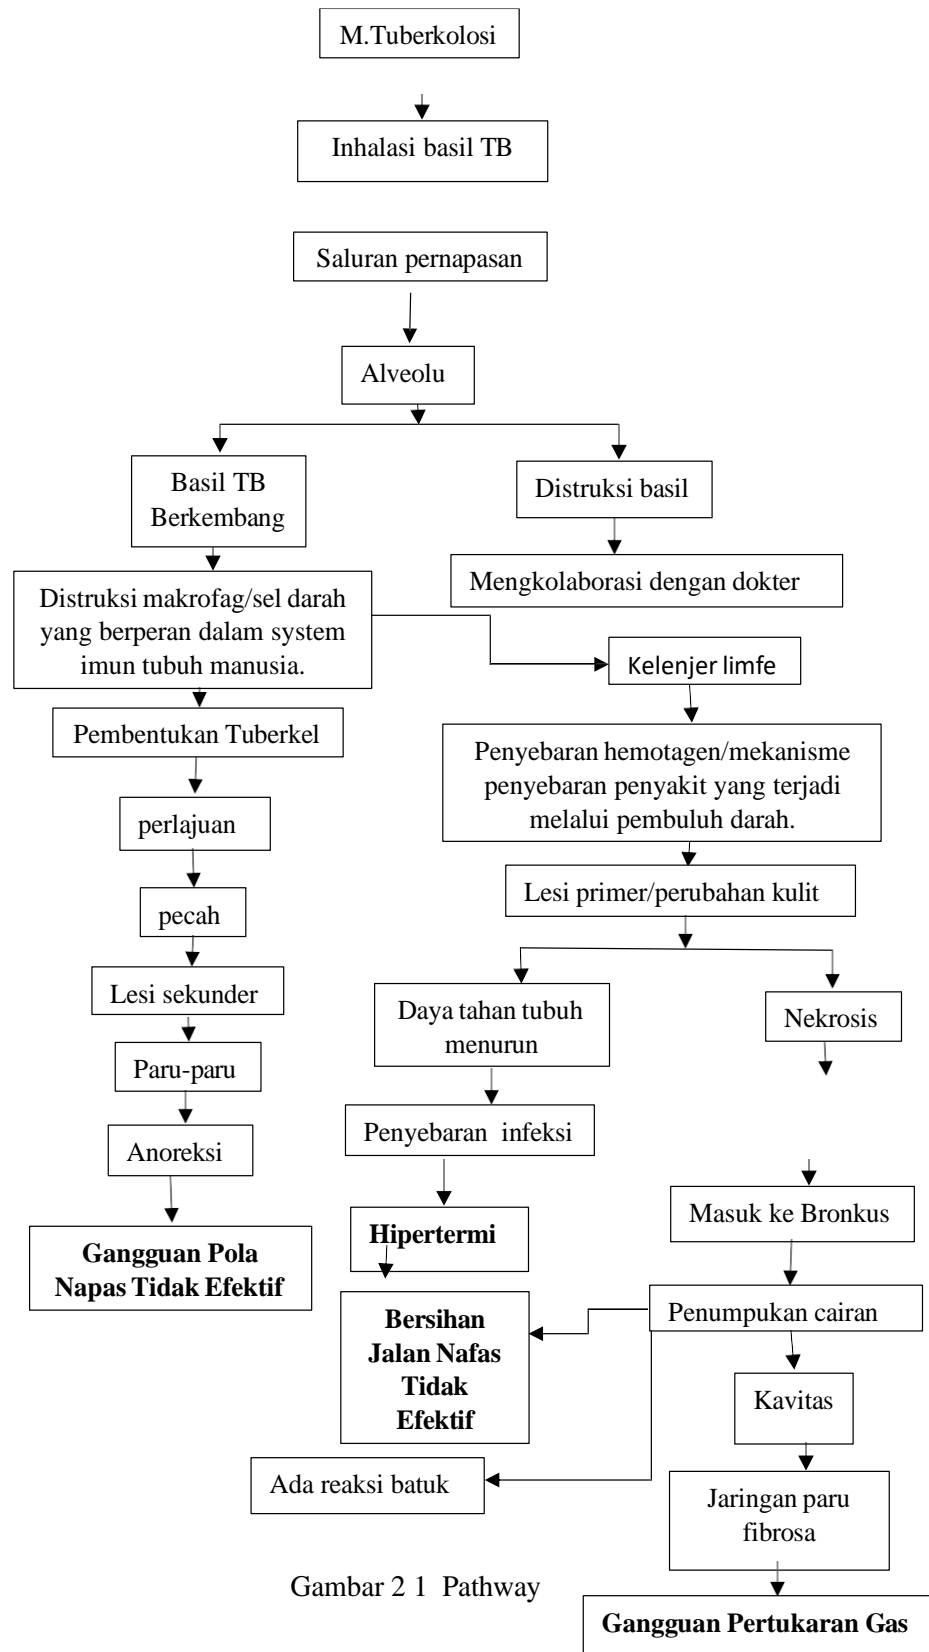 M.Tuberkolosi
Inhalasi basil TB
Saluran pernapasan
Alveolu
Basil TB
Berkembang
Distruksi basil
Mengkolaborasi dengan dokter
Distruksi makrofag/sel darah
yang berperan dalam system
imun tubuh manusia.
Kelenjer limfe
Pembentukan Tuberkel
Penyebaran hemotagen/mekanisme
penyebaran penyakit yang terjadi
melalui pembuluh darah.
perlajuan
Lesi primer/perubahan kulit
pecah
Lesi sekunder
Daya tahan tubuh
menurun
Nekrosis
Paru-paru
Penyebaran infeksi
Anoreksi
Masuk ke Bronkus
Hipertermi
Gangguan Pola
Napas Tidak Efektif
Penumpukan cairan
Bersihan
Jalan Nafas
Tidak
Efektif
Kavitas
Ada reaksi batuk
Jaringan paru
fibrosa
Gambar 2 1 Pathway
Gangguan Pertukaran Gas